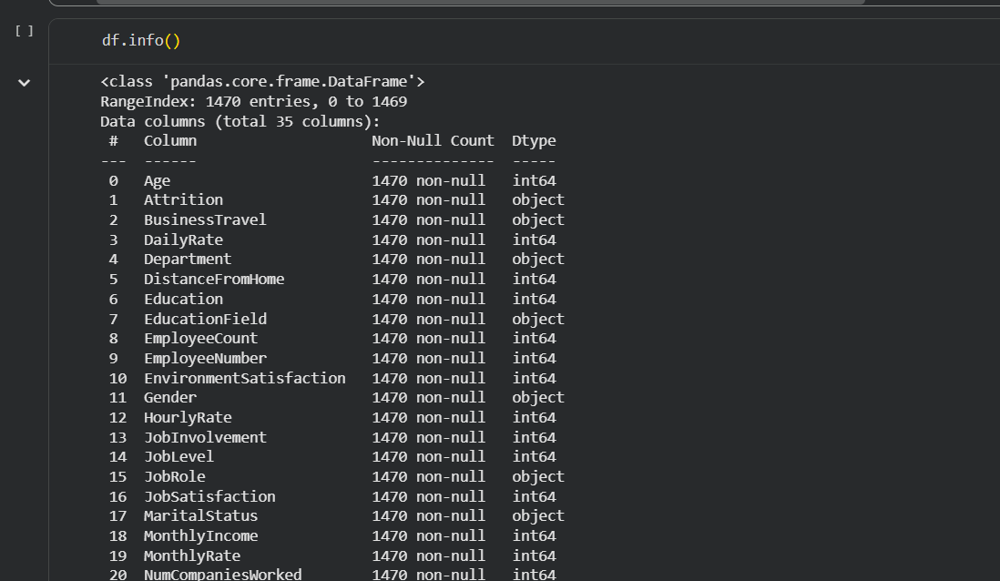 [ ]
df.info()
<class 'pandas.core.frame.DataFrame'>
RangeIndex: 1470 entries, 0 to 1469
Data columns (total 35 columns):
 #   Column                    Non-Null Count  Dtype
---  ------                    --------------  -----
 0   Age                       1470 non-null   int64
 1   Attrition                 1470 non-null   object
 2   BusinessTravel            1470 non-null   object
 3   DailyRate                 1470 non-null   int64
 4   Department                1470 non-null   object
 5   DistanceFromHome          1470 non-null   int64
 6   Education                 1470 non-null   int64
 7   EducationField            1470 non-null   object
 8   EmployeeCount             1470 non-null   int64
 9   EmployeeNumber            1470 non-null   int64
 10  EnvironmentSatisfaction   1470 non-null   int64
 11  Gender                    1470 non-null   object
 12  HourlyRate                1470 non-null   int64
 13  JobInvolvement            1470 non-null   int64
 14  JobLevel                  1470 non-null   int64
 15  JobRole                   1470 non-null   object
 16  JobSatisfaction           1470 non-null   int64
 17  MaritalStatus             1470 non-null   object
 18  MonthlyIncome             1470 non-null   int64
 19  MonthlyRate               1470 non-null   int64
 20  NumCompaniesWorked        1470 non-null   int64